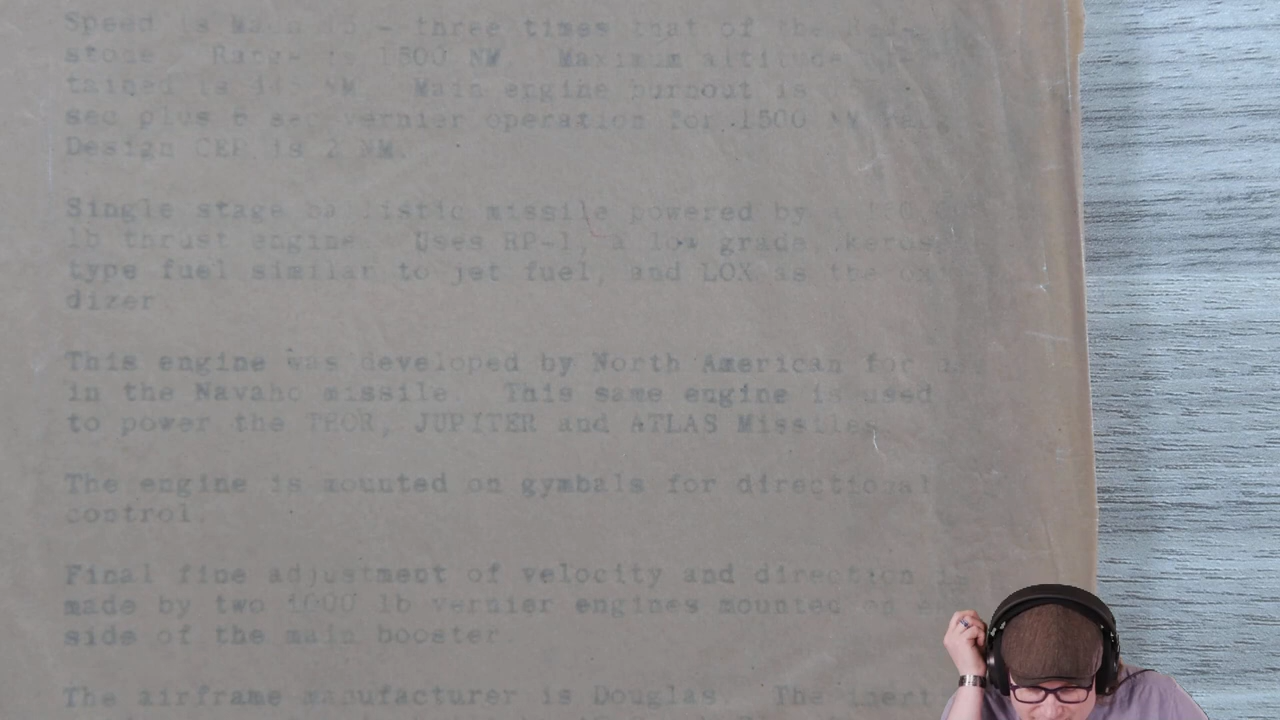 Speed is Mach 15 - three times that of the
stone. Range is 1500 NM. Maximum altitude
tained is NM. Main engine burnout is
sec plus 6 sec vernier operation for 1500 NM
Design CEP is 2 NM.
Single stage ballistic missile powered by a
lb thrust engine. Uses RP-1, a low grade, keros
type fuel similar to jet fuel, and LOX as the oxi
dizer.
This engine was developed by North American for use
in the Navaho missile. This same engine is used
to power the THOR, JUPITER and ATLAS Missiles.
The engine is mounted on gymbals for directional
control.
Final fine adjustment of velocity and direction is
made by two 1000 lb vernier engines mounted on
side of the main booster.
The airframe manufacturer is Douglas. The inert